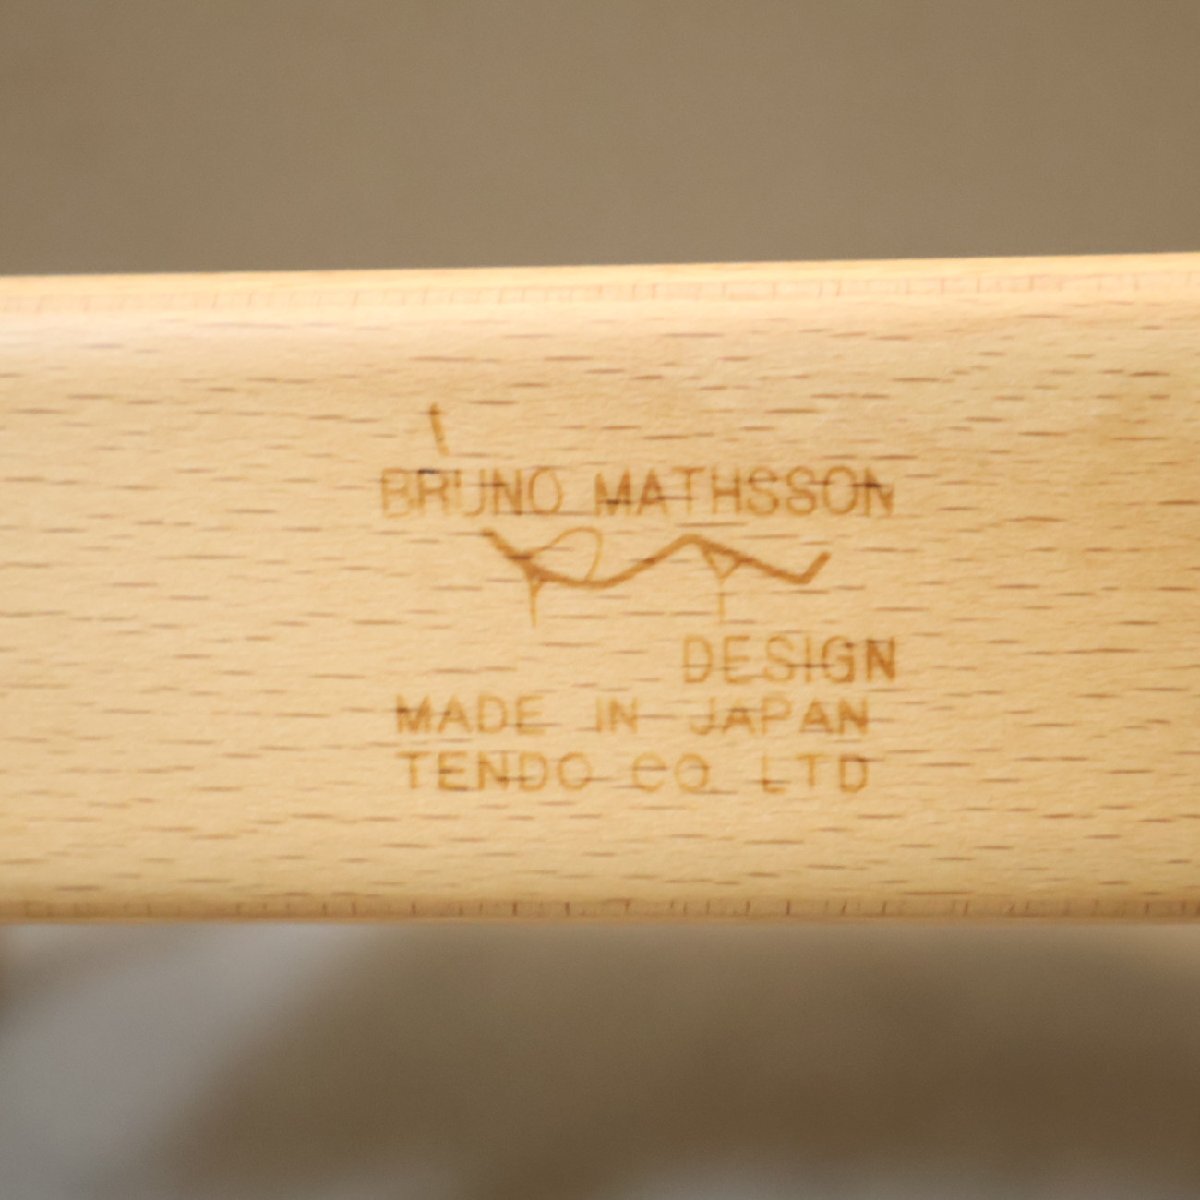 BRUNO MATHSSON
DESIGN
MADE IN JAPAN
TENDO CO LTD